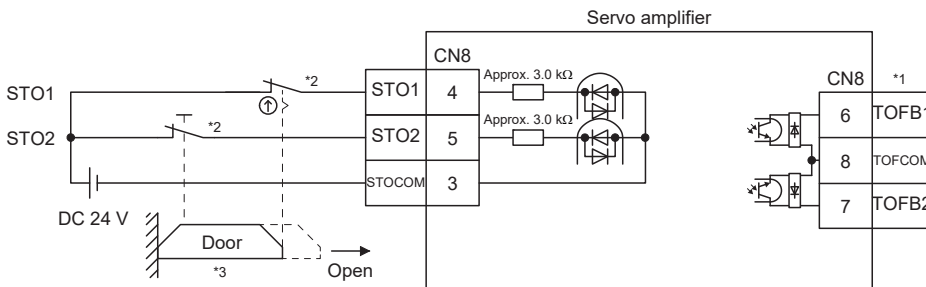 Servo amplifier
CN8
CN8
*1
STO1
*2
STO1
4
Approx. 3.0 kΩ
6
TOFB1
STO2
*2
STO2
5
Approx. 3.0 kΩ
8
TOFCOM
STOCOM
3
7
TOFB2
DC 24 V
Door
*3
Open